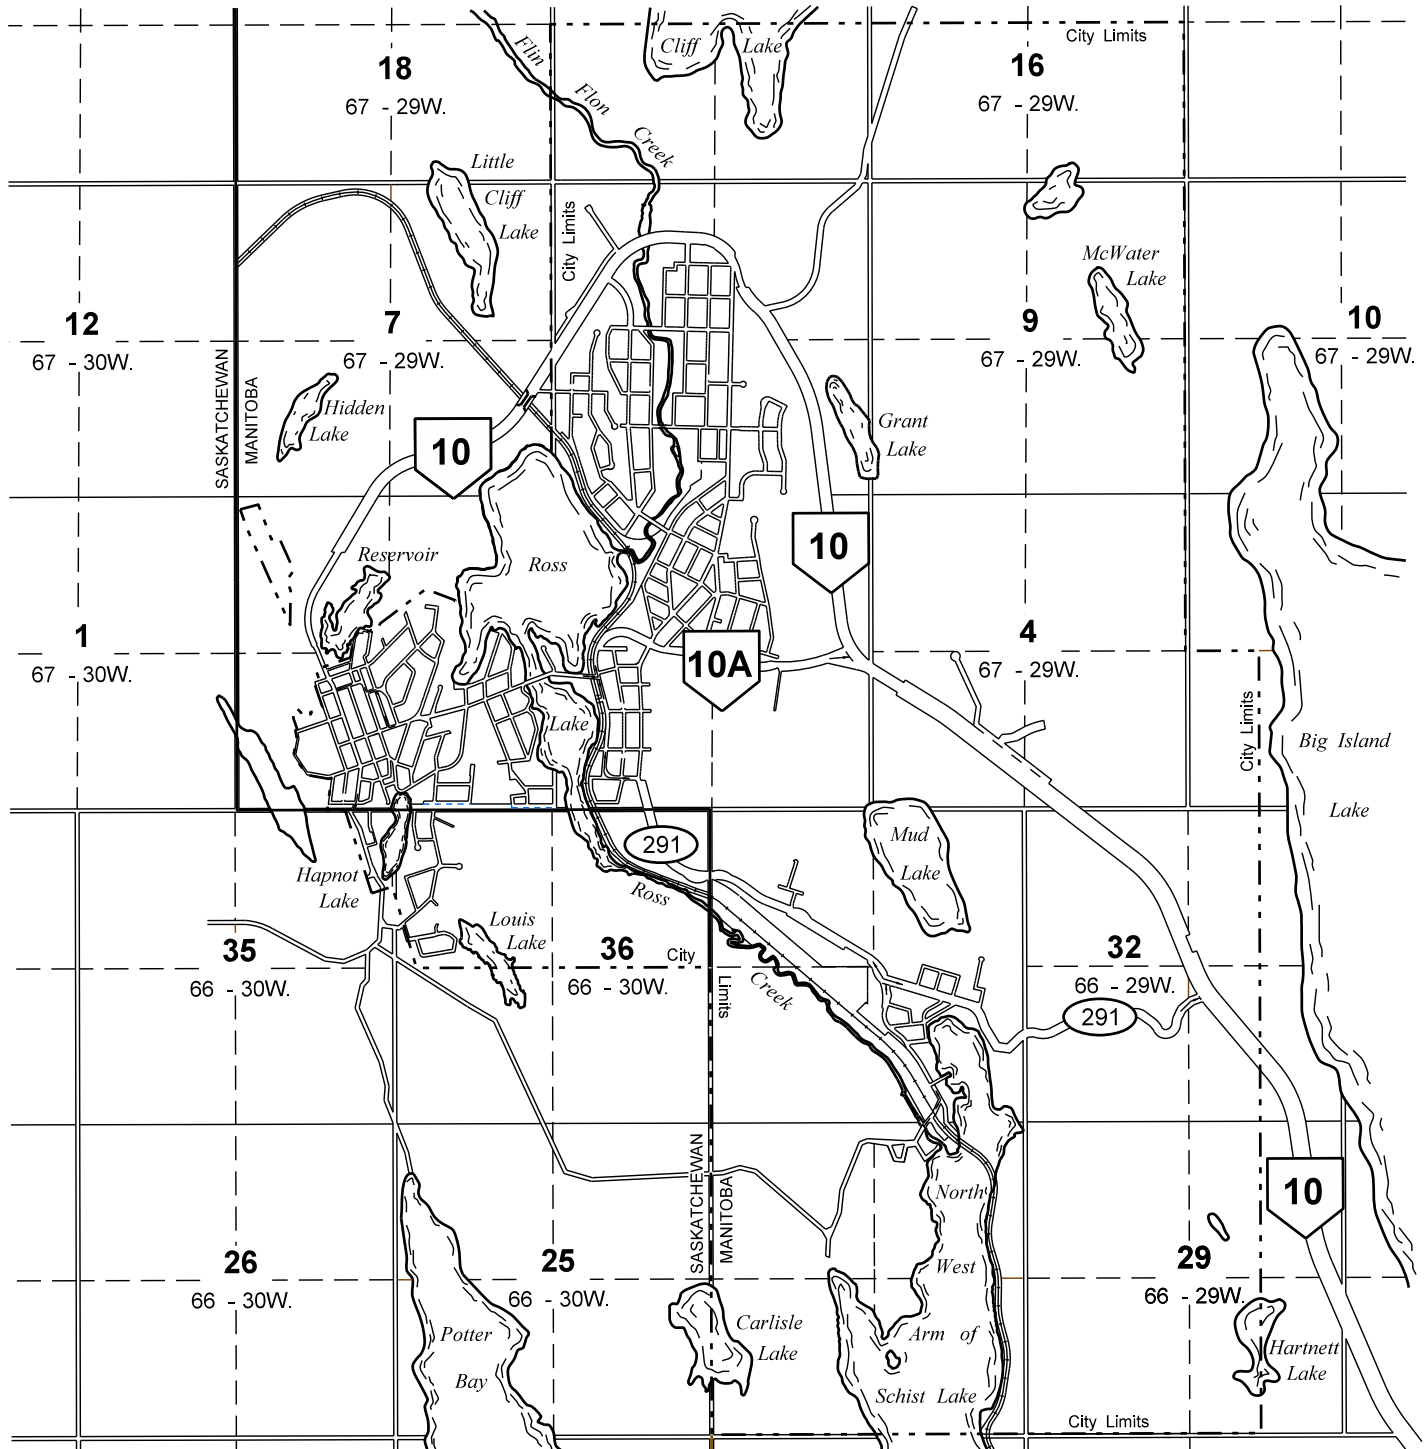 Flin
Flon
Creek
Cliff Lake
City Limits
18
67 - 29W.
16
67 - 29W.
Little
Cliff
Lake
City Limits
McWater
Lake
12
67 - 30W.
7
67 - 29W.
9
67 - 29W.
10
67 - 29W.
SASKATCHEWAN
MANITOBA
Hidden
Lake
10
Grant
Lake
10
Reservoir
Ross
Lake
1
67 - 30W.
10A
4
67 - 29W.
City Limits
Big Island
Lake
291
Mud
Lake
Hapnot
Lake
Ross
Creek
Louis
Lake
35
66 - 30W.
36
66 - 30W.
City
Limits
32
66 - 29W.
291
SASKATCHEWAN
MANITOBA
North
West
Arm of
Schist Lake
10
26
66 - 30W.
25
66 - 30W.
29
66 - 29W.
Potter
Bay
Carlisle
Lake
Hartnett
Lake
City Limits